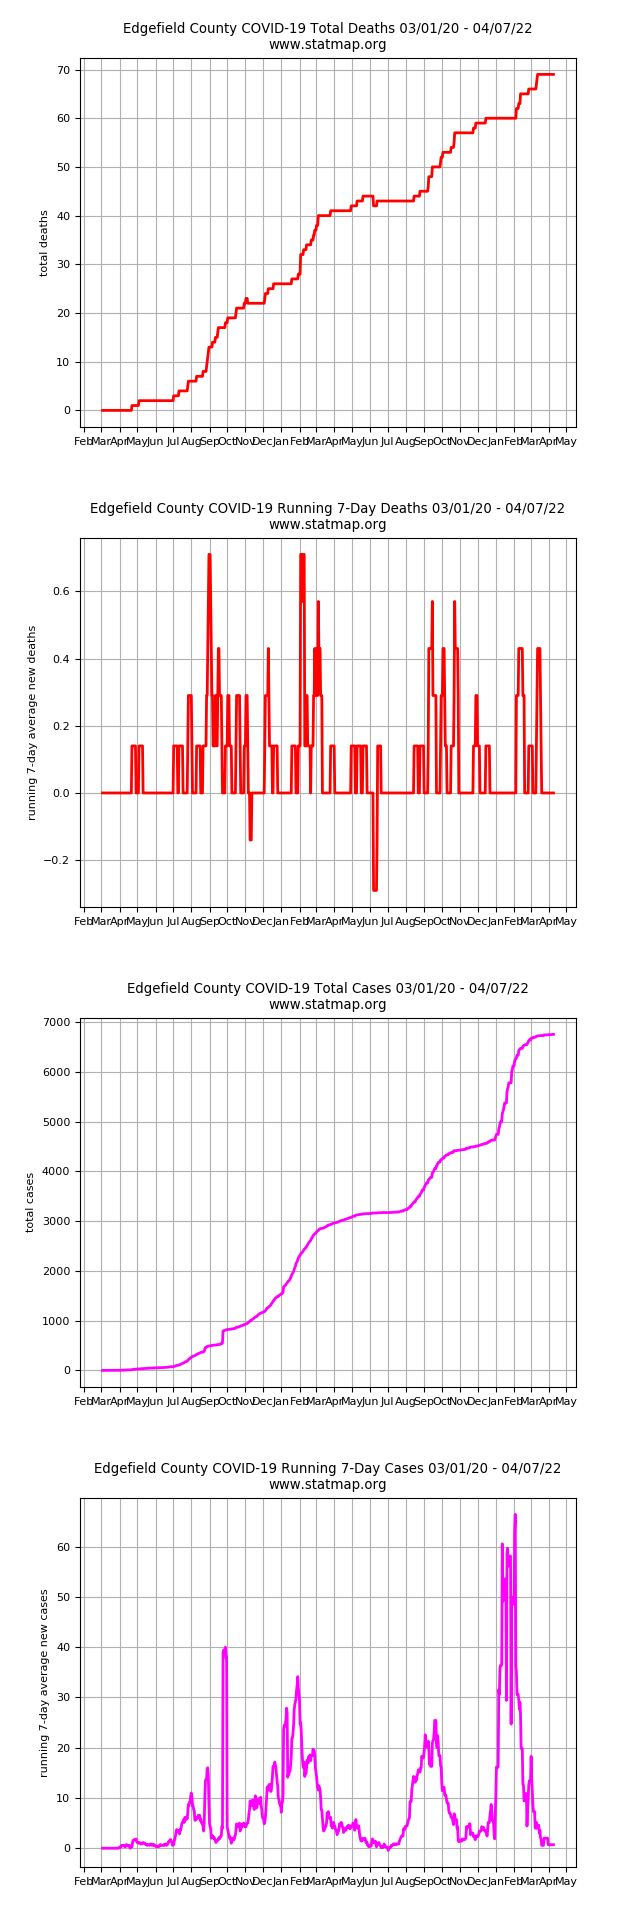 Edgefield County COVID-19 Total Deaths 03/01/20 - 04/07/22
www.statmap.org
70
60
50
40
30
20
10
0
total deaths
Feb Mar Apr May Jun Jul Aug Sep Oct Nov Dec Jan Feb Mar Apr May Jun Jul Aug Sep Oct Nov Dec Jan Feb Mar Apr May
Edgefield County COVID-19 Running 7-Day Deaths 03/01/20 - 04/07/22
www.statmap.org
0.6
0.4
0.2
0.0
−0.2
running 7-day average new deaths
Feb Mar Apr May Jun Jul Aug Sep Oct Nov Dec Jan Feb Mar Apr May Jun Jul Aug Sep Oct Nov Dec Jan Feb Mar Apr May
Edgefield County COVID-19 Total Cases 03/01/20 - 04/07/22
www.statmap.org
7000
6000
5000
4000
3000
2000
1000
0
total cases
Feb Mar Apr May Jun Jul Aug Sep Oct Nov Dec Jan Feb Mar Apr May Jun Jul Aug Sep Oct Nov Dec Jan Feb Mar Apr May
Edgefield County COVID-19 Running 7-Day Cases 03/01/20 - 04/07/22
www.statmap.org
60
50
40
30
20
10
0
running 7-day average new cases
Feb Mar Apr May Jun Jul Aug Sep Oct Nov Dec Jan Feb Mar Apr May Jun Jul Aug Sep Oct Nov Dec Jan Feb Mar Apr May